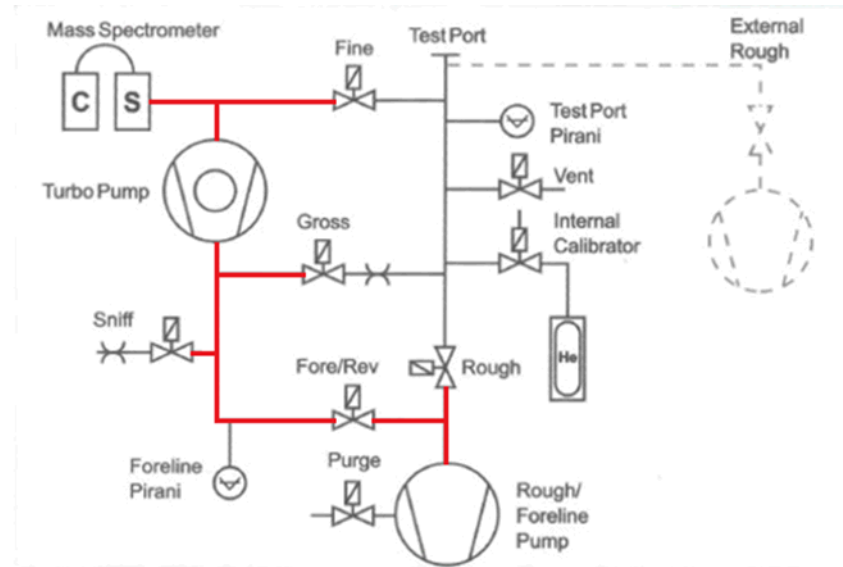 Mass Spectrometer
C
S
Fine
Test Port
External
Rough
Test Port
Pirani
Turbo Pump
Vent
Gross
Internal
Calibrator
Sniff
He
Fore/Rev
Rough
Foreline
Pirani
Purge
Rough/
Foreline
Pump